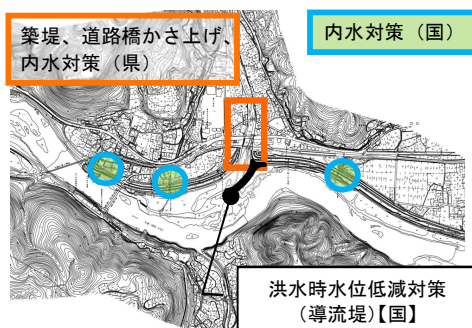 築堤、道路橋かさ上げ、
内水対策（県）
内水対策（国）
洪水時水位低減対策
（導流堤）【国】